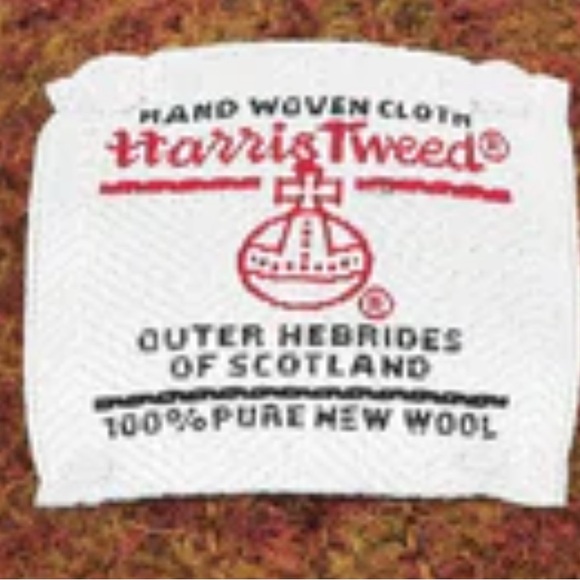 HAND WOVEN CLOTH
Harris Tweed®
®
OUTER HEBRIDES
OF SCOTLAND
100% PURE NEW WOOL